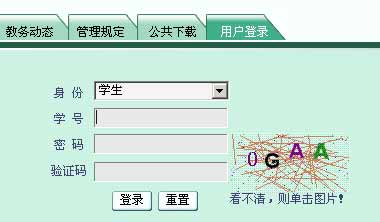 教务动态 管理规定 公共下载 用户登录
身 份 学生
学 号
密 码
验证码 0GAA
登录 重置 看不清，则单击图片！